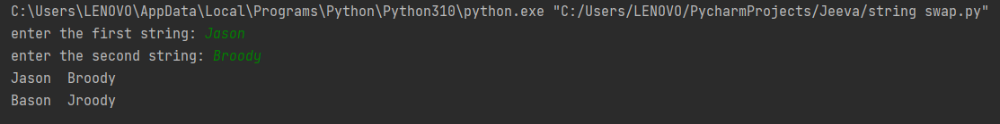 C:\Users\LENOVO\AppData\Local\Programs\Python\Python310\python.exe "C:/Users/LENOVO/PycharmProjects/Jeeva/string swap.py"
enter the first string: Jason
enter the second string: Broody
Jason  Broody
Bason  Jroody